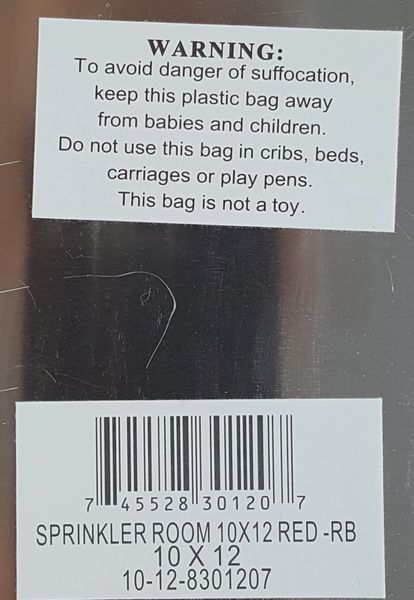 WARNING:
To avoid danger of suffocation,
keep this plastic bag away
from babies and children.
Do not use this bag in cribs, beds,
carriages or play pens.
This bag is not a toy.
7 45528 30120 7
SPRINKLER ROOM 10X12 RED -RB
10 X 12
10-12-8301207